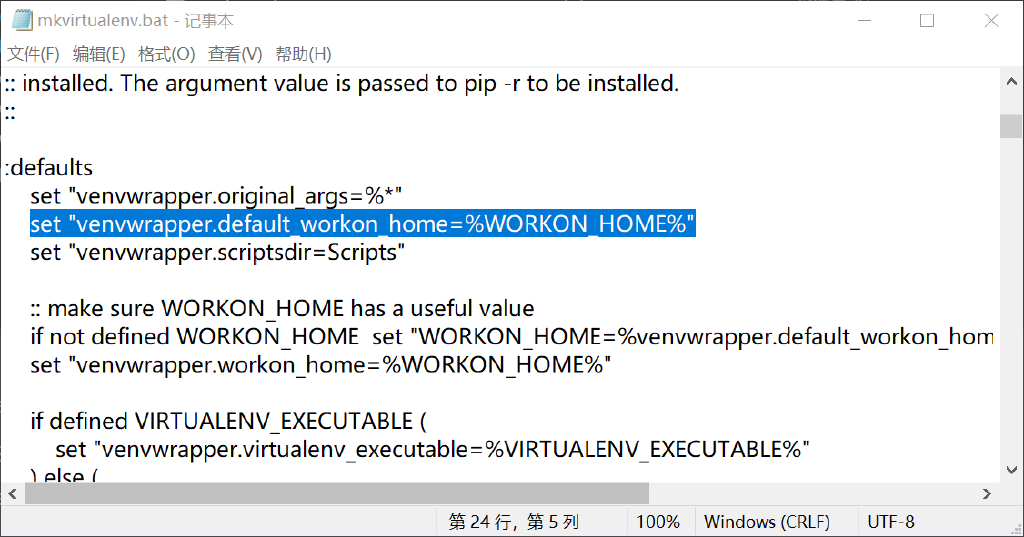 mkvirtualenv.bat - 记事本
文件(F) 编辑(E) 格式(O) 查看(V) 帮助(H)
:: installed. The argument value is passed to pip -r to be installed.
::
:defaults
set "venvwrapper.original_args=%*"
set "venvwrapper.default_workon_home=%WORKON_HOME%"
set "venvwrapper.scriptsdir=Scripts"
:: make sure WORKON_HOME has a useful value
if not defined WORKON_HOME  set "WORKON_HOME=%venvwrapper.default_workon_hom
set "venvwrapper.workon_home=%WORKON_HOME%"
if defined VIRTUALENV_EXECUTABLE (
set "venvwrapper.virtualenv_executable=%VIRTUALENV_EXECUTABLE%"
) else (
第 24 行，第 5 列 100% Windows (CRLF) UTF-8